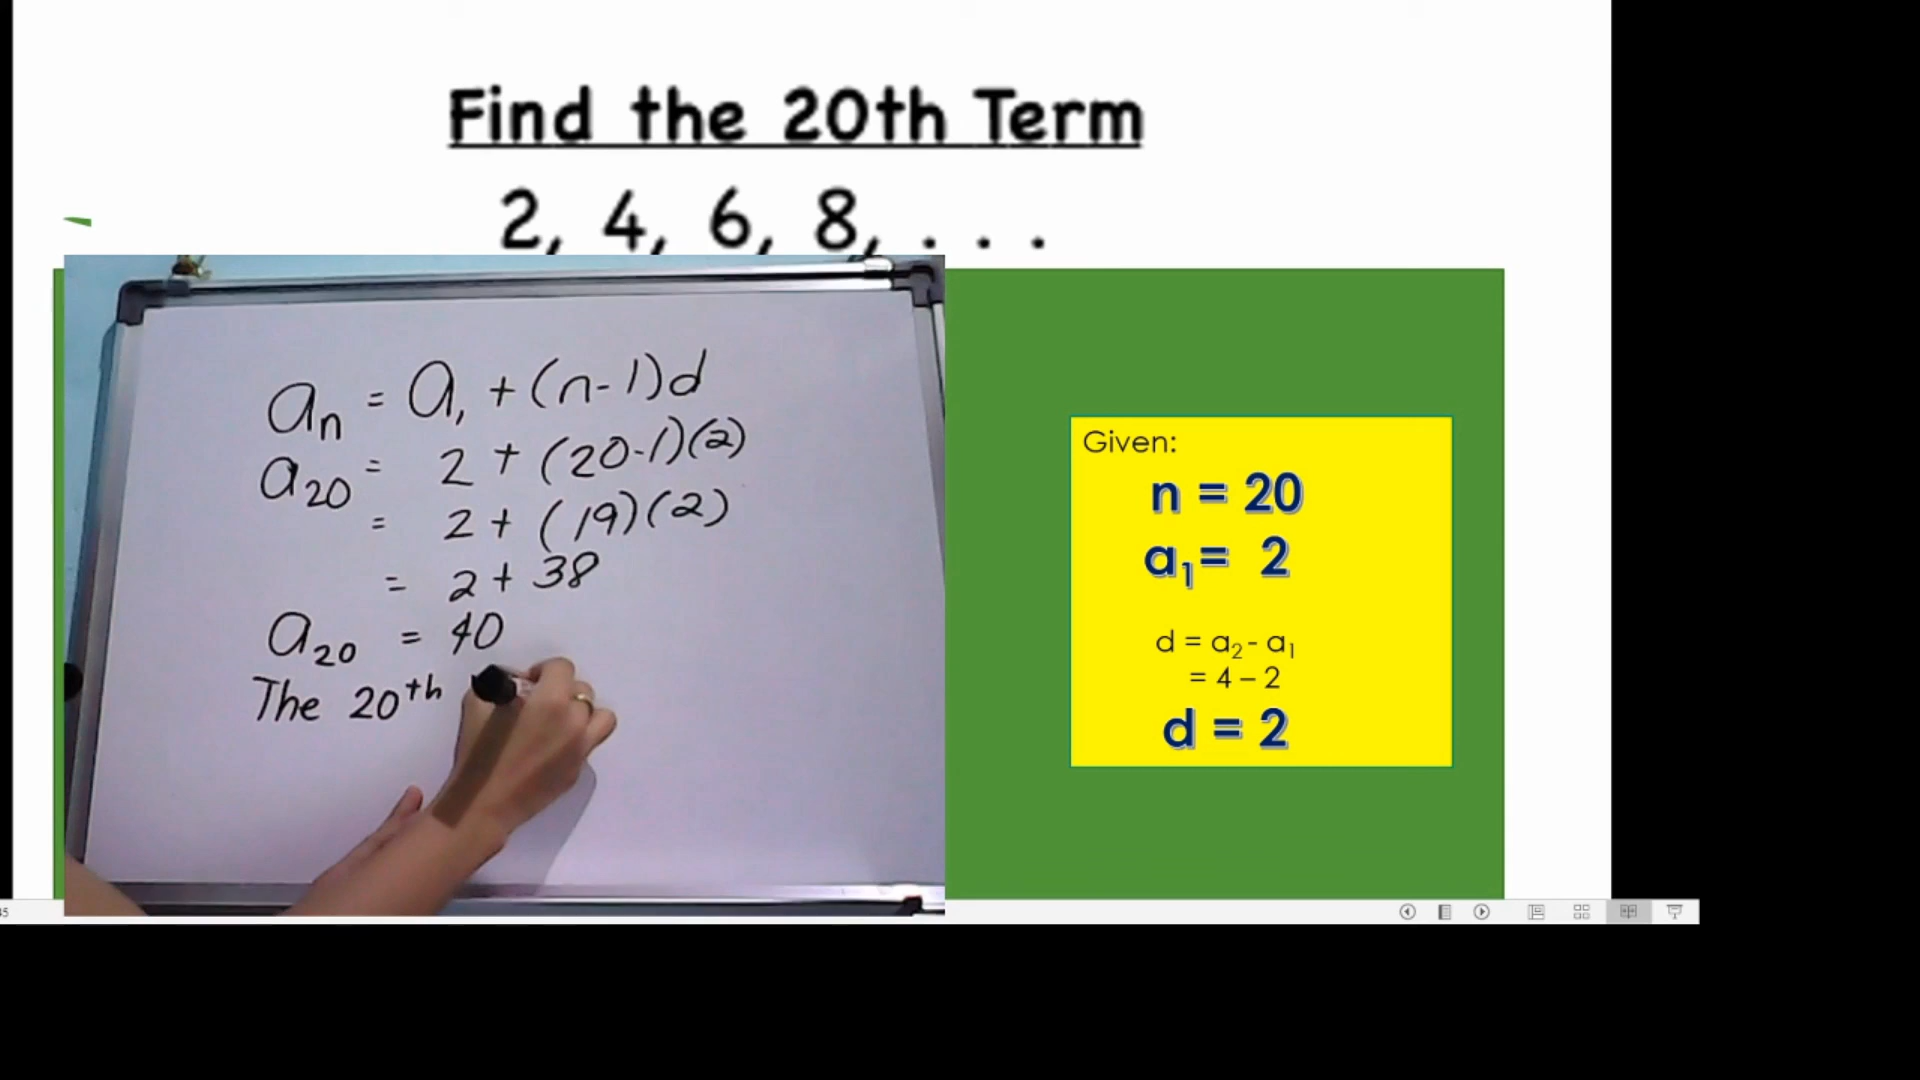 Find the 20th Term
2, 4, 6, 8, . . .
aₙ = a₁ + (n-1)d
a₂₀ = 2 + (20-1)(2)
= 2 + (19)(2)
= 2 + 38
a₂₀ = 40
The 20ᵗʰ
Given:
n = 20
a₁= 2
d = a₂- a₁
= 4 – 2
d = 2